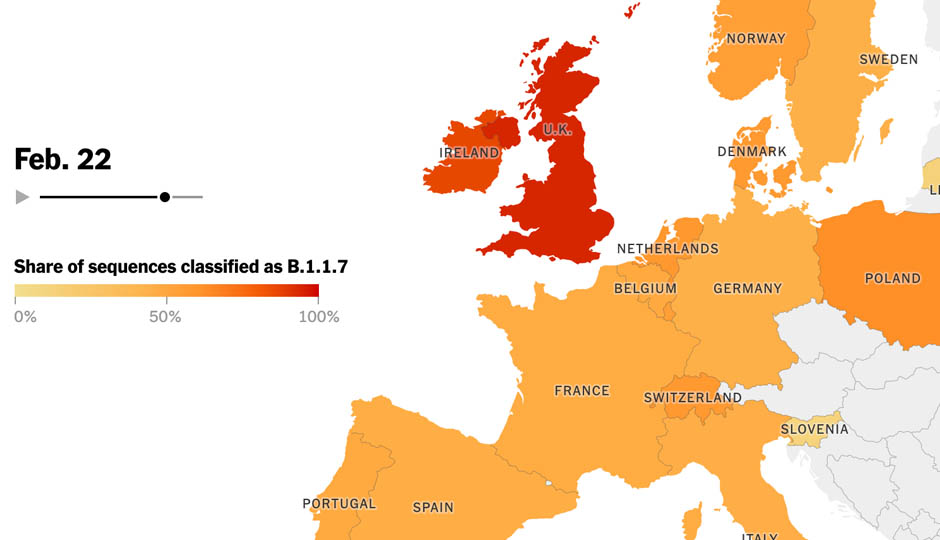 NORWAY
SWEDEN
U.K.
Feb. 22
IRELAND
DENMARK
NETHERLANDS
Share of sequences classified as B.1.1.7
0% 50% 100%
BELGIUM
GERMANY
POLAND
FRANCE
SWITZERLAND
SLOVENIA
PORTUGAL
SPAIN
ITALY